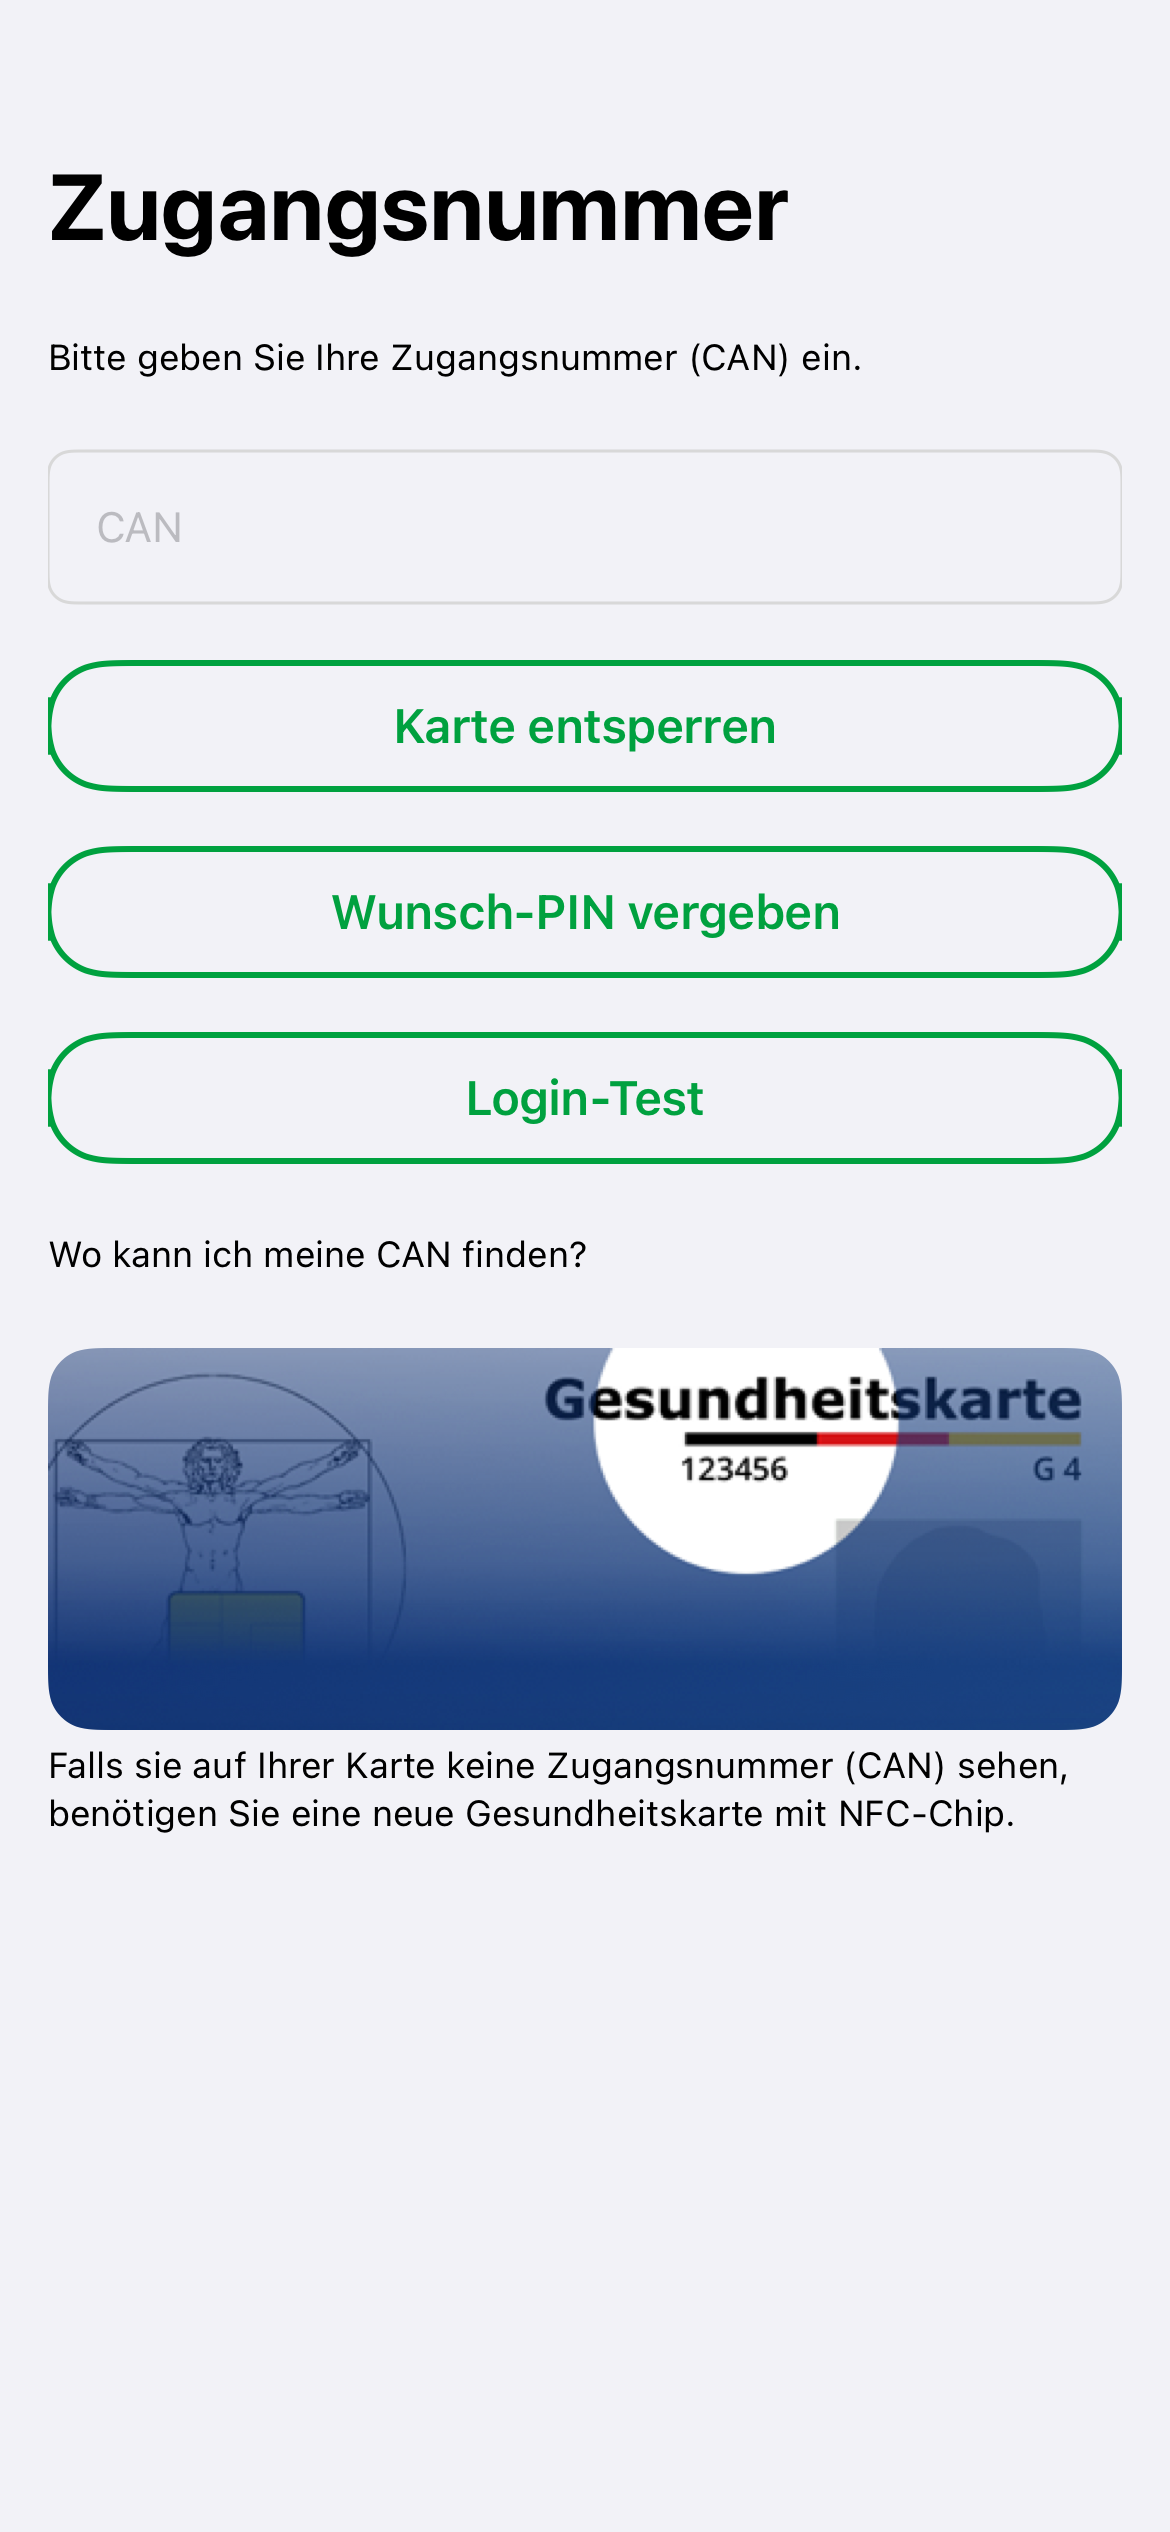 Zugangsnummer
Bitte geben Sie Ihre Zugangsnummer (CAN) ein.
CAN
Karte entsperren
Wunsch-PIN vergeben
Login-Test
Wo kann ich meine CAN finden?
Gesundheitskarte
123456 G 4
Falls sie auf Ihrer Karte keine Zugangsnummer (CAN) sehen,
benötigen Sie eine neue Gesundheitskarte mit NFC-Chip.